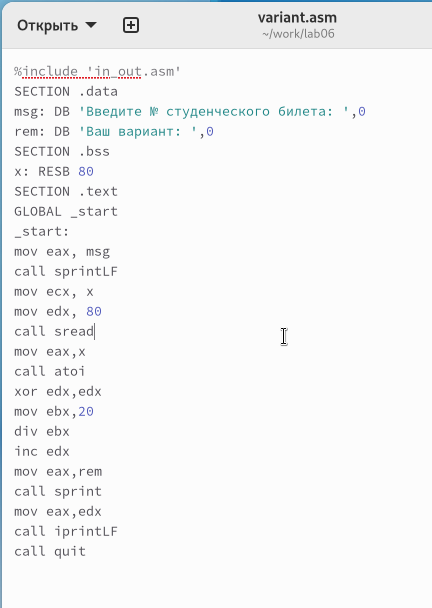 Открыть
variant.asm
~/work/lab06
%include 'in_out.asm'
SECTION .data
msg: DB 'Введите № студенческого билета: ',0
rem: DB 'Ваш вариант: ',0
SECTION .bss
x: RESB 80
SECTION .text
GLOBAL _start
_start:
mov eax, msg
call sprintLF
mov ecx, x
mov edx, 80
call sread
mov eax,x
call atoi
xor edx,edx
mov ebx,20
div ebx
inc edx
mov eax,rem
call sprint
mov eax,edx
call iprintLF
call quit